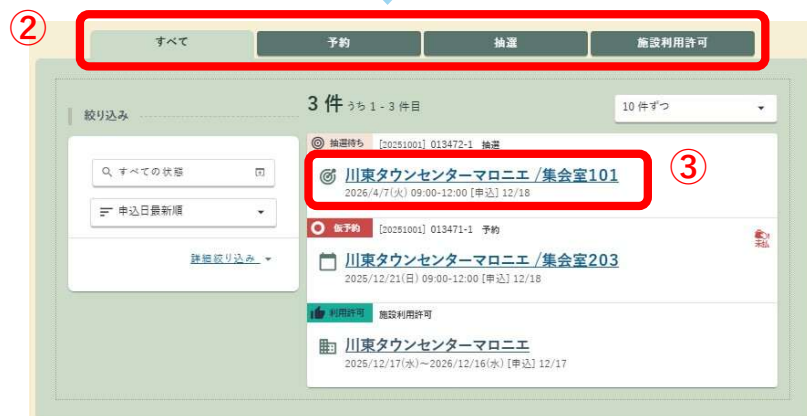 ②
すべて
予約
抽選
施設利用許可
絞り込み
すべての状態
申込日最新順
詳細絞り込み
3 件 うち 1 - 3 件目
10 件ずつ
抽選待ち [20251001] 013472-1 抽選
川東タウンセンターマロニエ /集会室101
2026/4/7(火) 09:00-12:00 [申込] 12/18
③
仮予約 [20251001] 013471-1 予約
未払
川東タウンセンターマロニエ /集会室203
2025/12/21(日) 09:00-12:00 [申込] 12/18
利用許可 施設利用許可
川東タウンセンターマロニエ
2025/12/17(水)～2026/12/16(水) [申込] 12/17